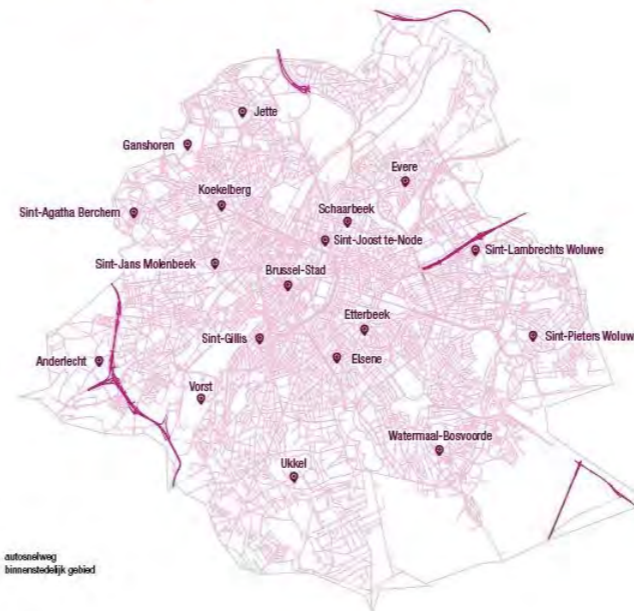 Jette
Ganshoren
Evere
Koekelberg
Sint-Agatha Berchem
Schaarbeek
Sint-Joost te-Node
Sint-Lambrechts Woluwe
Sint-Jans Molenbeek
Brussel-Stad
Etterbeek
Sint-Gillis
Sint-Pieters Woluw
Elsene
Anderlecht
Vorst
Watermaal-Bosvoorde
Ukkel
autosnelweg
binnenstedelijk gebied